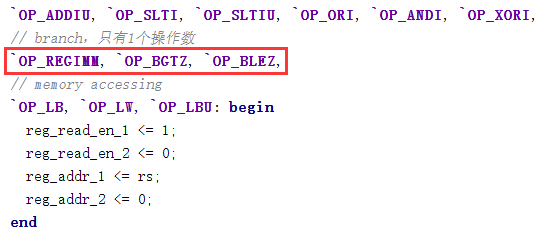 `OP_ADDIU, `OP_SLTI, `OP_SLTIU, `OP_ORI, `OP_ANDI, `OP_XORI,
// branch，只有1个操作数
`OP_REGIMM, `OP_BGTZ, `OP_BLEZ,
// memory accessing
`OP_LB, `OP_LW, `OP_LBU: begin
reg_read_en_1 <= 1;
reg_read_en_2 <= 0;
reg_addr_1 <= rs;
reg_addr_2 <= 0;
end